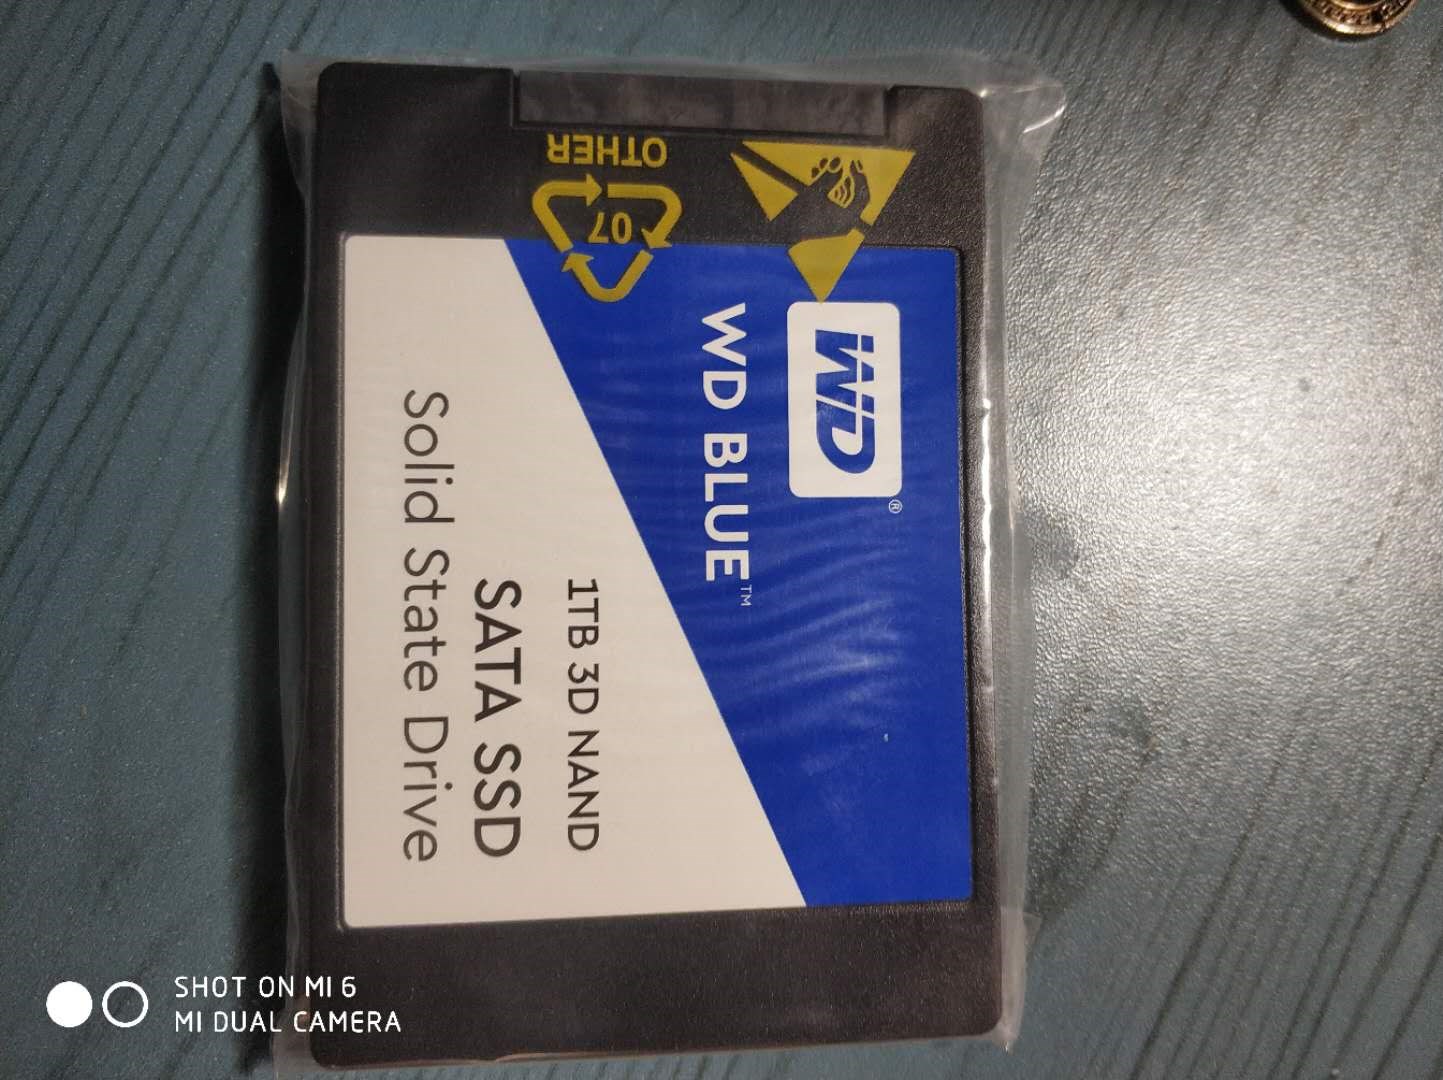 OTHER
07
WD
®
WD BLUE™
1TB 3D NAND
SATA SSD
Solid State Drive
SHOT ON MI 6
MI DUAL CAMERA